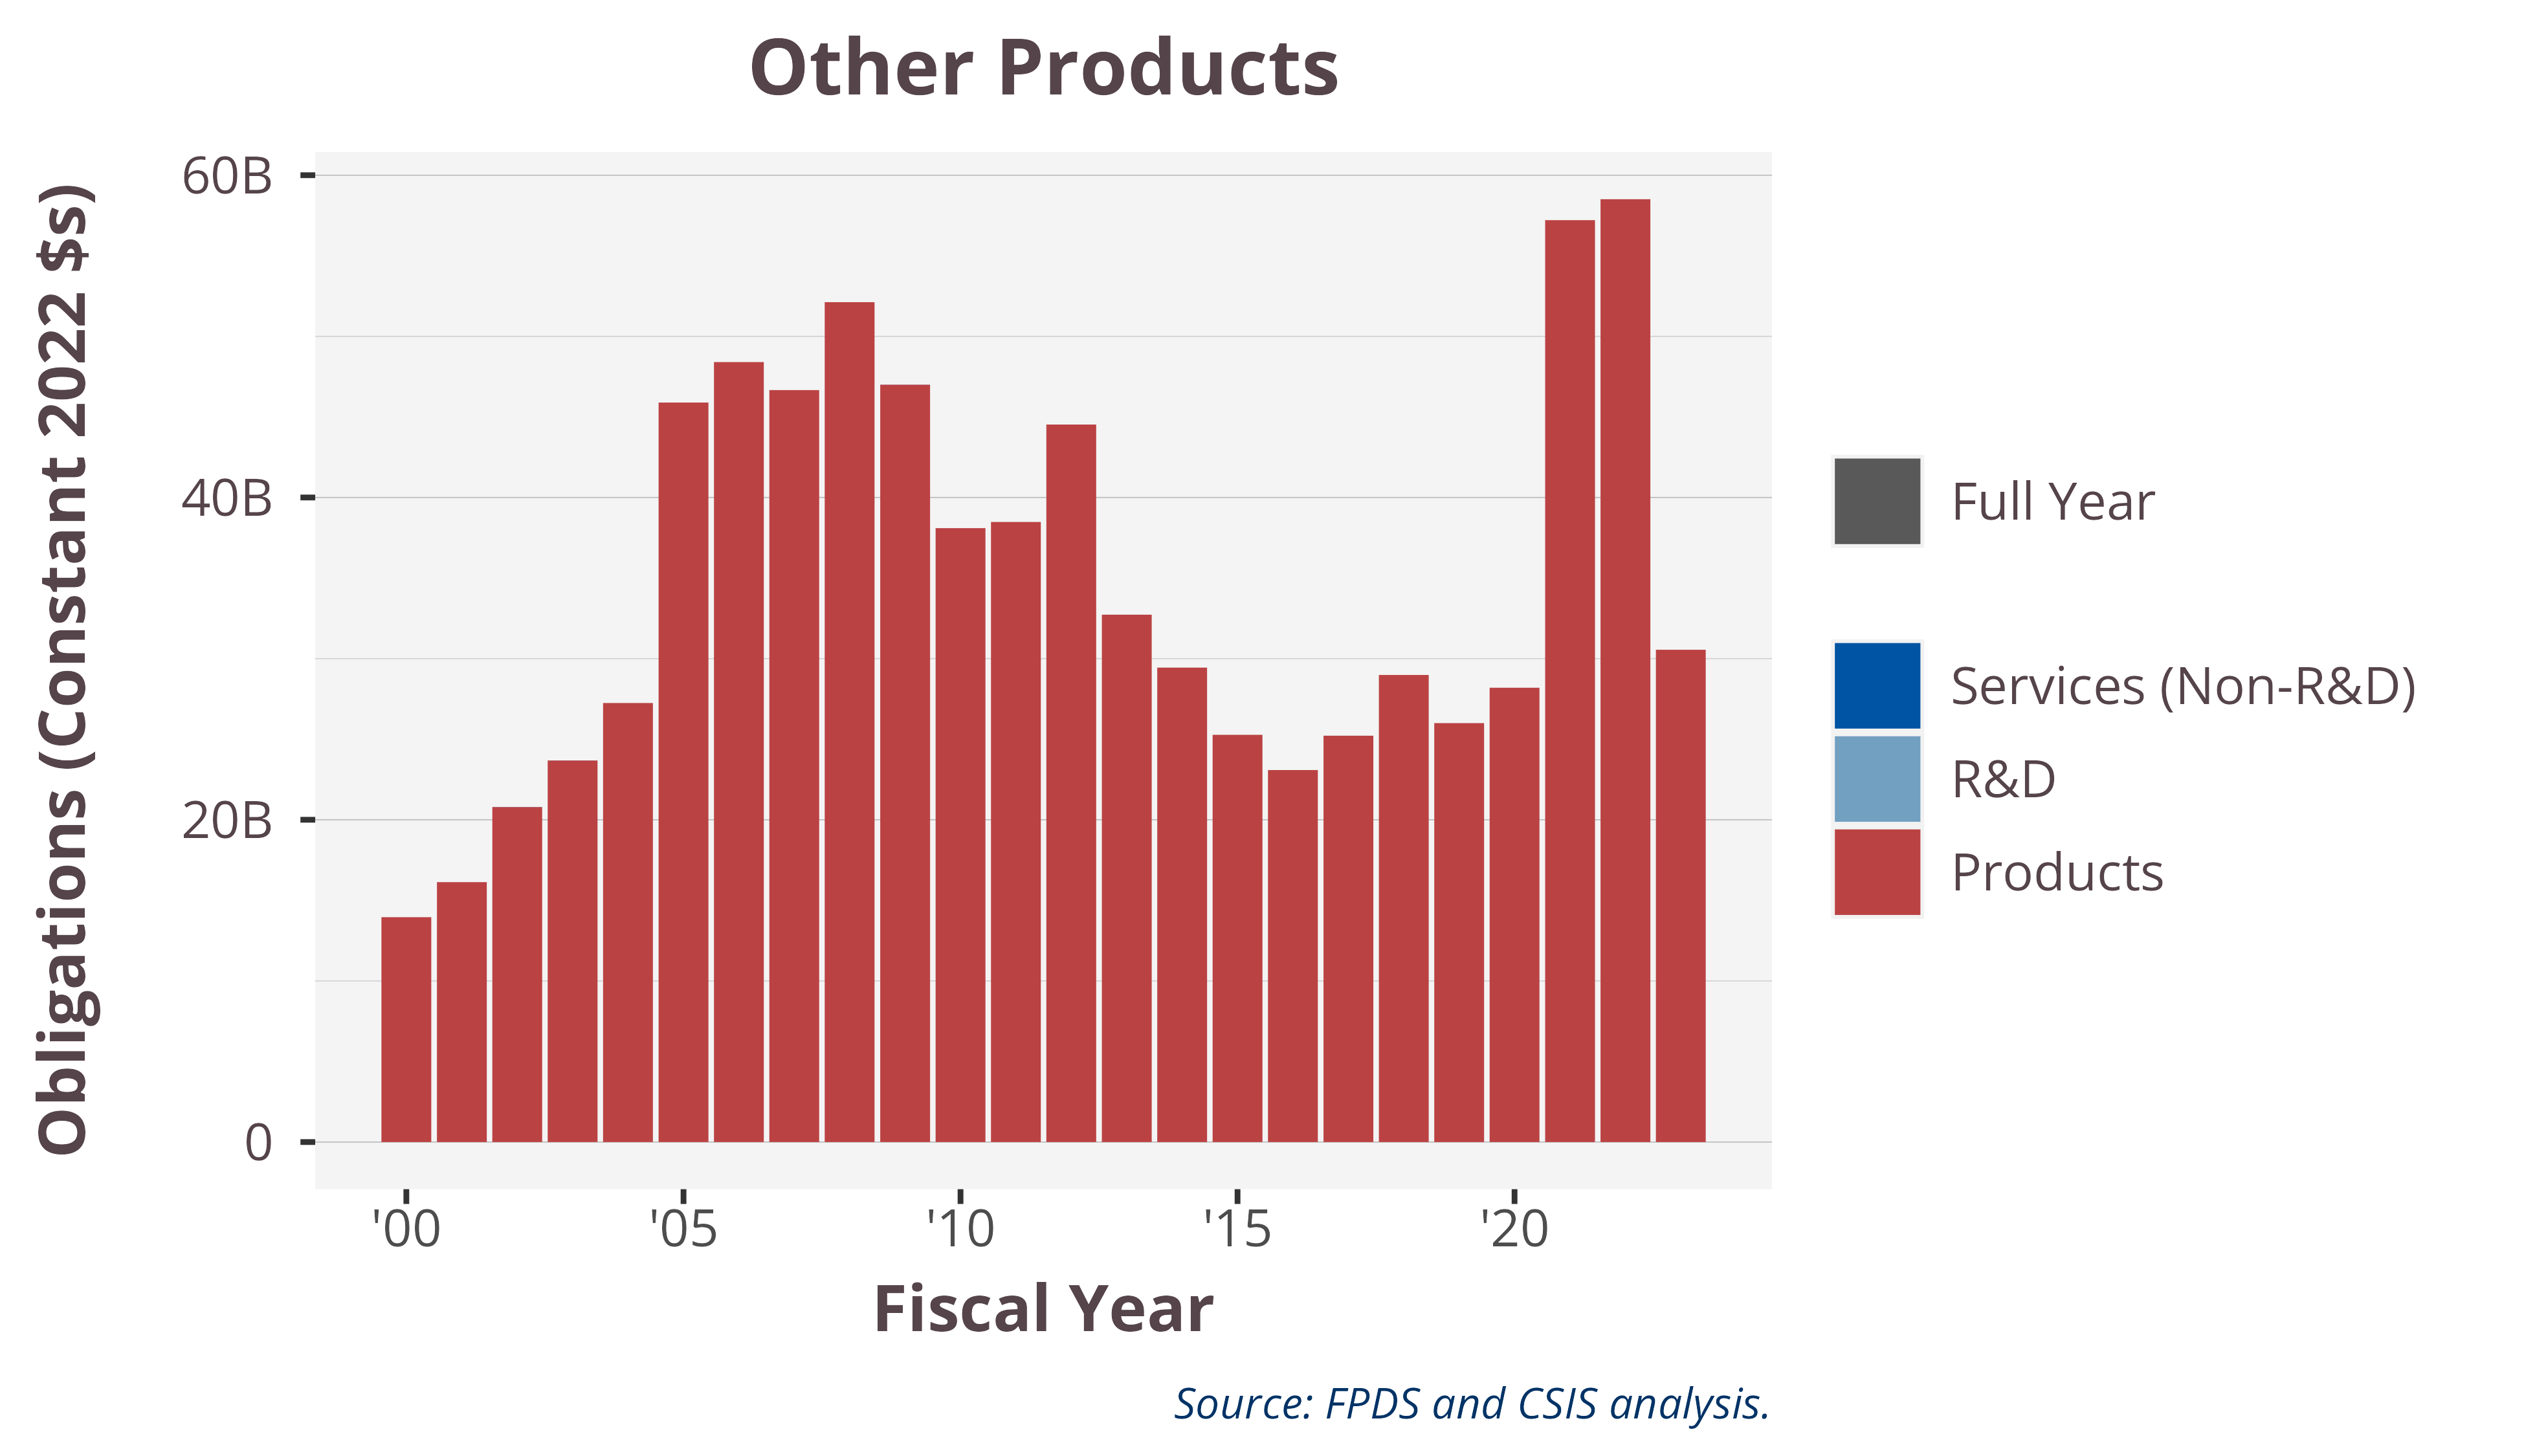 Other Products
Obligations (Constant 2022 $s)
60B
40B
20B
0
'00
'05
'10
'15
'20
Fiscal Year
Full Year
Services (Non-R&D)
R&D
Products
Source: FPDS and CSIS analysis.